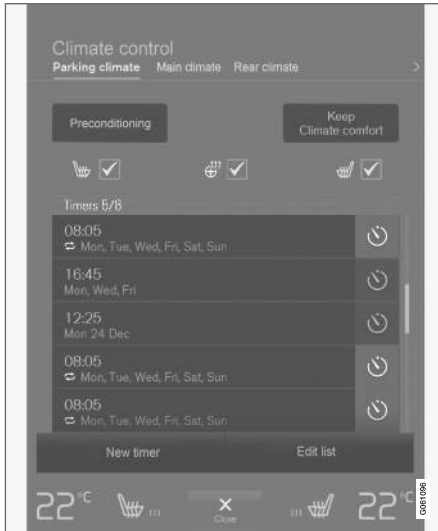 Climate control
Parking climate Main climate Rear climate >
Preconditioning
Keep
Climate comfort
Timers 5/8
08:05
Mon, Tue, Wed, Fri, Sat, Sun
16:45
Mon, Wed, Fri
12:25
Mon 24 Dec
08:05
Mon, Tue, Wed, Fri, Sat, Sun
08:05
Mon, Tue, Wed, Fri, Sat, Sun
New timer Edit list
22°C Close 22°C
G061096